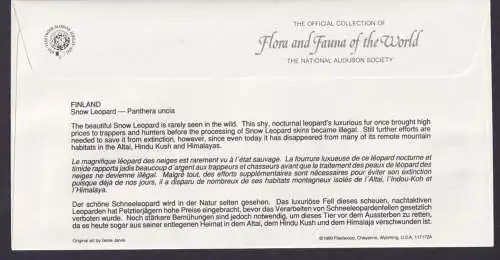 THE OFFICIAL COLLECTION OF
Flora and Fauna of the World
THE NATIONAL AUDUBON SOCIETY
FINLAND
Snow Leopard — Panthera uncia
The beautiful Snow Leopard is rarely seen in the wild. This shy, nocturnal leopard's luxurious fur once brought high
prices to trappers and hunters before the processing of Snow Leopard skins became illegal. Still further efforts are
needed to save it from extinction, however, since even today it has disappeared from many of its remote mountain
habitats in the Altai, Hindu Kush and Himalayas.
Le magnifique léopard des neiges est rarement vu à l'état sauvage. La fourrure luxueuse de ce léopard nocturne et
timide rapporta jadis beaucoup d'argent aux trappeurs et chasseurs avant que le traitement des peaux de léopard des
neiges ne devienne illégal. Malgré tout, des efforts supplémentaires sont nécessaires pour éviter son extinction
puisque déjà de nos jours, il a disparu de nombreux de ses habitats montagneux isolés de l'Altaï, l'Indou-Koh et
l'Himalaya.
Der schöne Schneeleopard wird in der Natur selten gesehen. Das luxuriöse Fell dieses scheuen, nachtaktiven
Leoparden hat Pelztierjägern hohe Preise eingebracht, bevor das Verarbeiten von Schneeleopardenfellen gesetzlich
verboten wurde. Noch stärkere Bemühungen sind jedoch notwendig, um dieses Tier vor dem Aussterben zu retten,
da es heute sogar aus seiner entlegenen Heimat in dem Altai, dem Hindu Kush und dem Himalaja verschwunden ist.
Original art by Gene Jarvis
©1990 Fleetwood, Cheyenne, Wyoming, U.S.A. 117172A